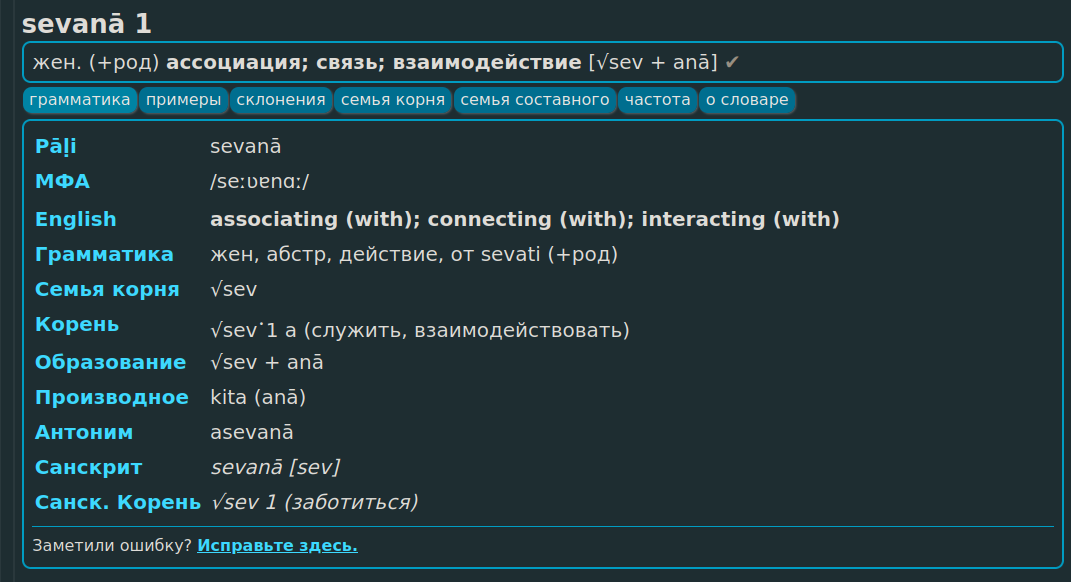 sevanā 1
жен. (+род) ассоциация; связь; взаимодействие [√sev + anā] ✔
грамматика примеры склонения семья корня семья составного частота о словаре
Pāḷi sevanā
МФА /seːʋɐnɑː/
English associating (with); connecting (with); interacting (with)
Грамматика жен, абстр, действие, от sevati (+род)
Семья корня √sev
Корень √sev˙1 a (служить, взаимодействовать)
Образование √sev + anā
Производное kita (anā)
Антоним asevanā
Санскрит sevanā [sev]
Санск. Корень √sev 1 (заботиться)
Заметили ошибку? Исправьте здесь.